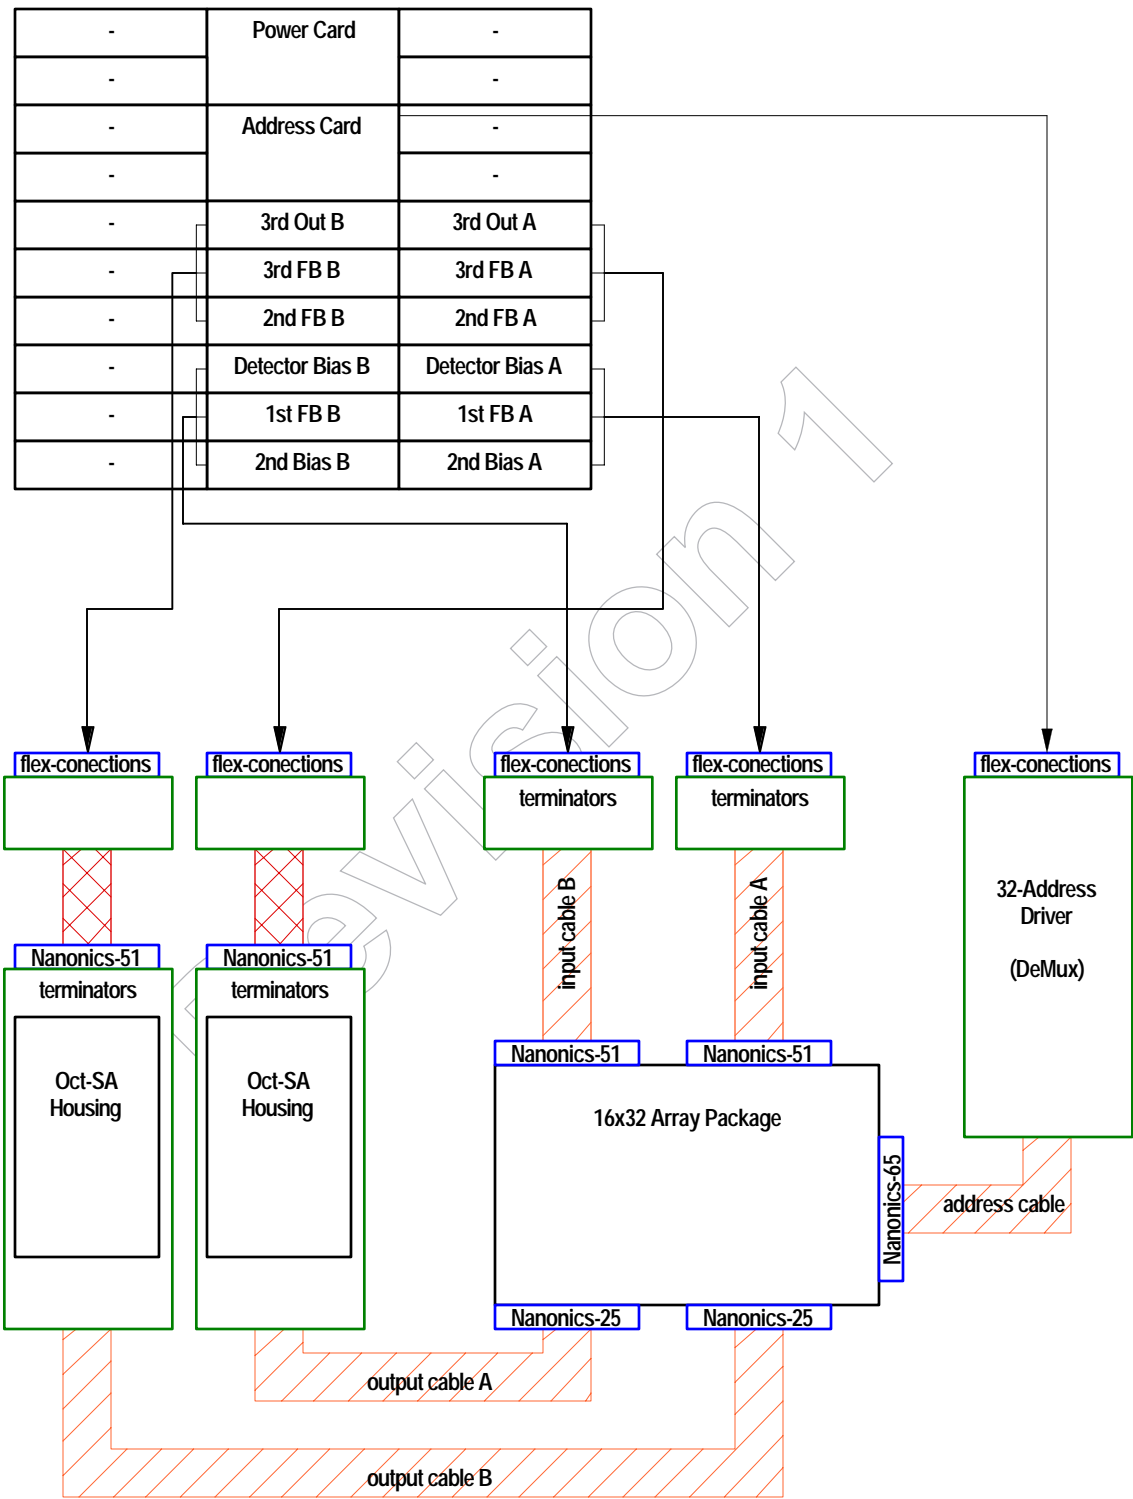 - Power Card -
- -
- Address Card -
- -
- 3rd Out B 3rd Out A
- 3rd FB B 3rd FB A
- 2nd FB B 2nd FB A
- Detector Bias B Detector Bias A
- 1st FB B 1st FB A
- 2nd Bias B 2nd Bias A
Revision 1
flex-conections flex-conections flex-conections flex-conections flex-conections
terminators terminators
input cable B
input cable A
32-Address
Driver
(DeMux)
Nanonics-51 Nanonics-51
terminators terminators
Oct-SA
Housing
Oct-SA
Housing
Nanonics-51 Nanonics-51
16x32 Array Package
Nanonics-65
address cable
Nanonics-25 Nanonics-25
output cable A
output cable B